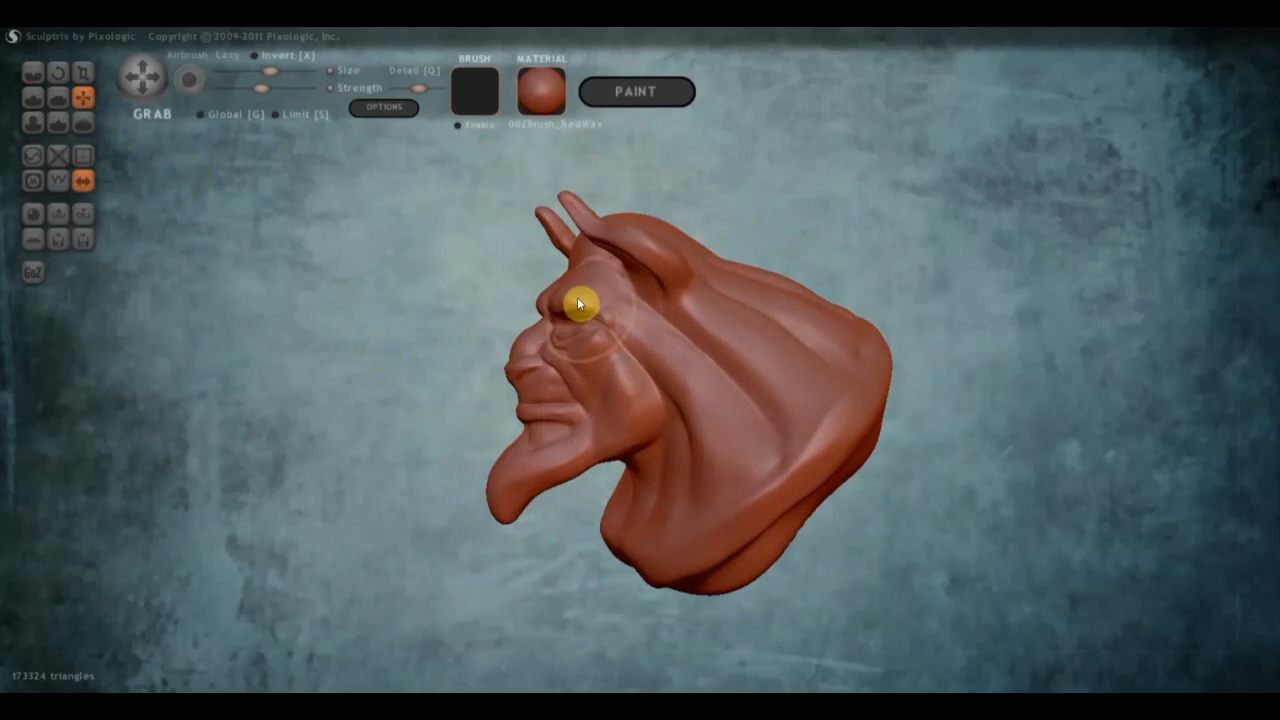 Sculptris by Pixologic Copyright © 2009-2011 Pixologic, Inc.
Airbrush Lazy Invert [X]
BRUSH MATERIAL
Size Detail [Q]
Strength
PAINT
OPTIONS
GRAB Global [G] Limit [S]
Enable 00ZBrush_RedWax
GoZ
173324 triangles